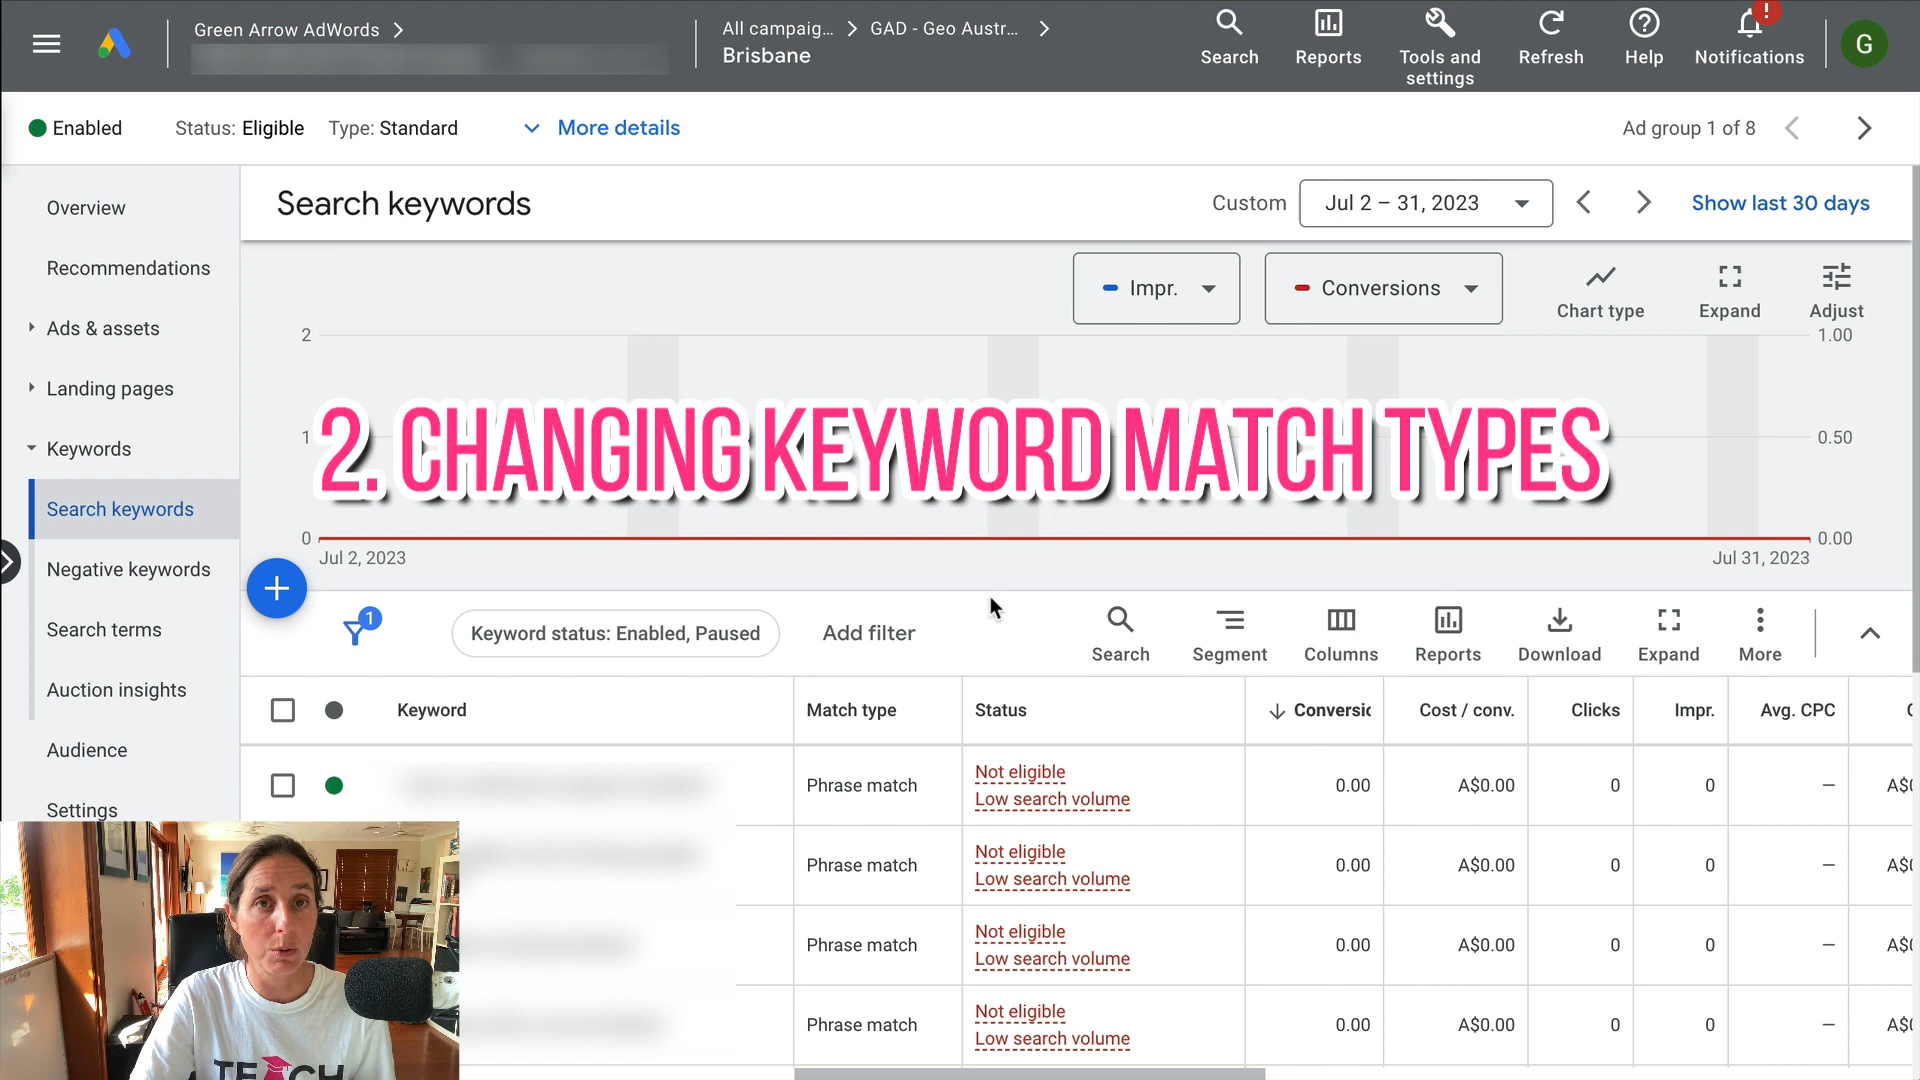 Green Arrow AdWords
All campaig...
GAD - Geo Austr...
Brisbane
Search
Reports
Tools and
settings
Refresh
Help
!
Notifications
G
Enabled
Status: Eligible
Type: Standard
More details
Ad group 1 of 8
Overview
Recommendations
Ads & assets
Landing pages
Keywords
Search keywords
Negative keywords
Search terms
Auction insights
Audience
Settings
Search keywords
Custom
Jul 2 – 31, 2023
Show last 30 days
Impr.
Conversions
Chart type
Expand
Adjust
2
1.00
1
0.50
0
0.00
Jul 2, 2023
Jul 31, 2023
2. CHANGING KEYWORD MATCH TYPES
1
Keyword status: Enabled, Paused
Add filter
Search
Segment
Columns
Reports
Download
Expand
More
Keyword
Match type
Status
Conversic
Cost / conv.
Clicks
Impr.
Avg. CPC
Phrase match
Not eligible
Low search volume
0.00
A$0.00
0
0
—
A$0
Phrase match
Not eligible
Low search volume
0.00
A$0.00
0
0
—
A$0
Phrase match
Not eligible
Low search volume
0.00
A$0.00
0
0
—
A$0
Phrase match
Not eligible
Low search volume
0.00
A$0.00
0
0
—
A$0
TEACH